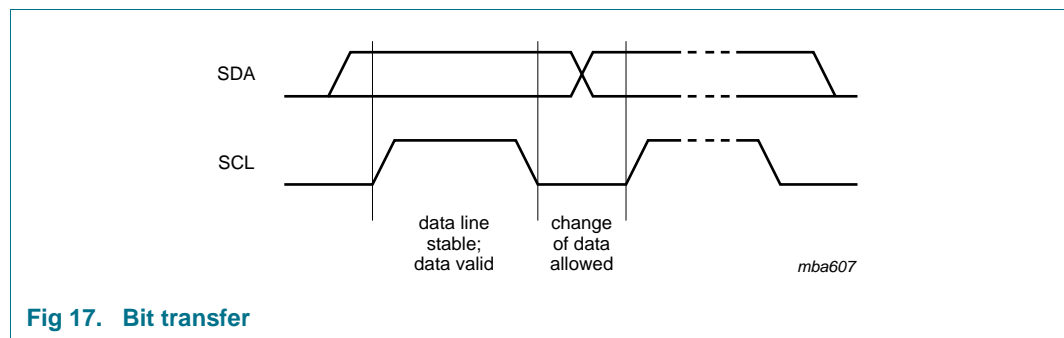 SDA
SCL
data line
stable;
data valid
change
of data
allowed
mba607
Fig 17. Bit transfer